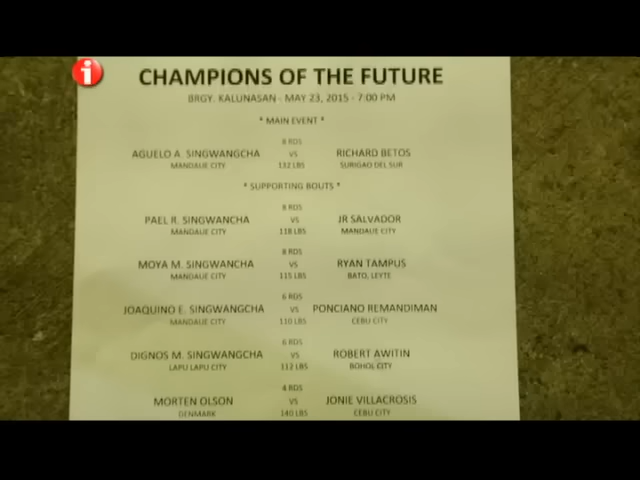 i
CHAMPIONS OF THE FUTURE
BRGY. KALUNASAN - MAY 23, 2015 - 7:00 PM
* MAIN EVENT *
8 RDS
AGUELO A. SINGWANGCHA VS RICHARD BETOS
MANDAUE CITY 132 LBS SURIGAO DEL SUR
* SUPPORTING BOUTS *
8 RDS
PAEL R. SINGWANCHA VS JR SALVADOR
MANDAUE CITY 118 LBS MANDAUE CITY
8 RDS
MOYA M. SINGWANCHA VS RYAN TAMPUS
MANDAUE CITY 115 LBS BATO, LEYTE
6 RDS
JOAQUINO E. SINGWANGCHA VS PONCIANO REMANDIMAN
MANDAUE CITY 110 LBS CEBU CITY
6 RDS
DIGNOS M. SINGWANGCHA VS ROBERT AWITIN
LAPU LAPU CITY 112 LBS BOHOL CITY
4 RDS
MORTEN OLSON VS JONIE VILLACROSIS
DENMARK 140 LBS CEBU CITY